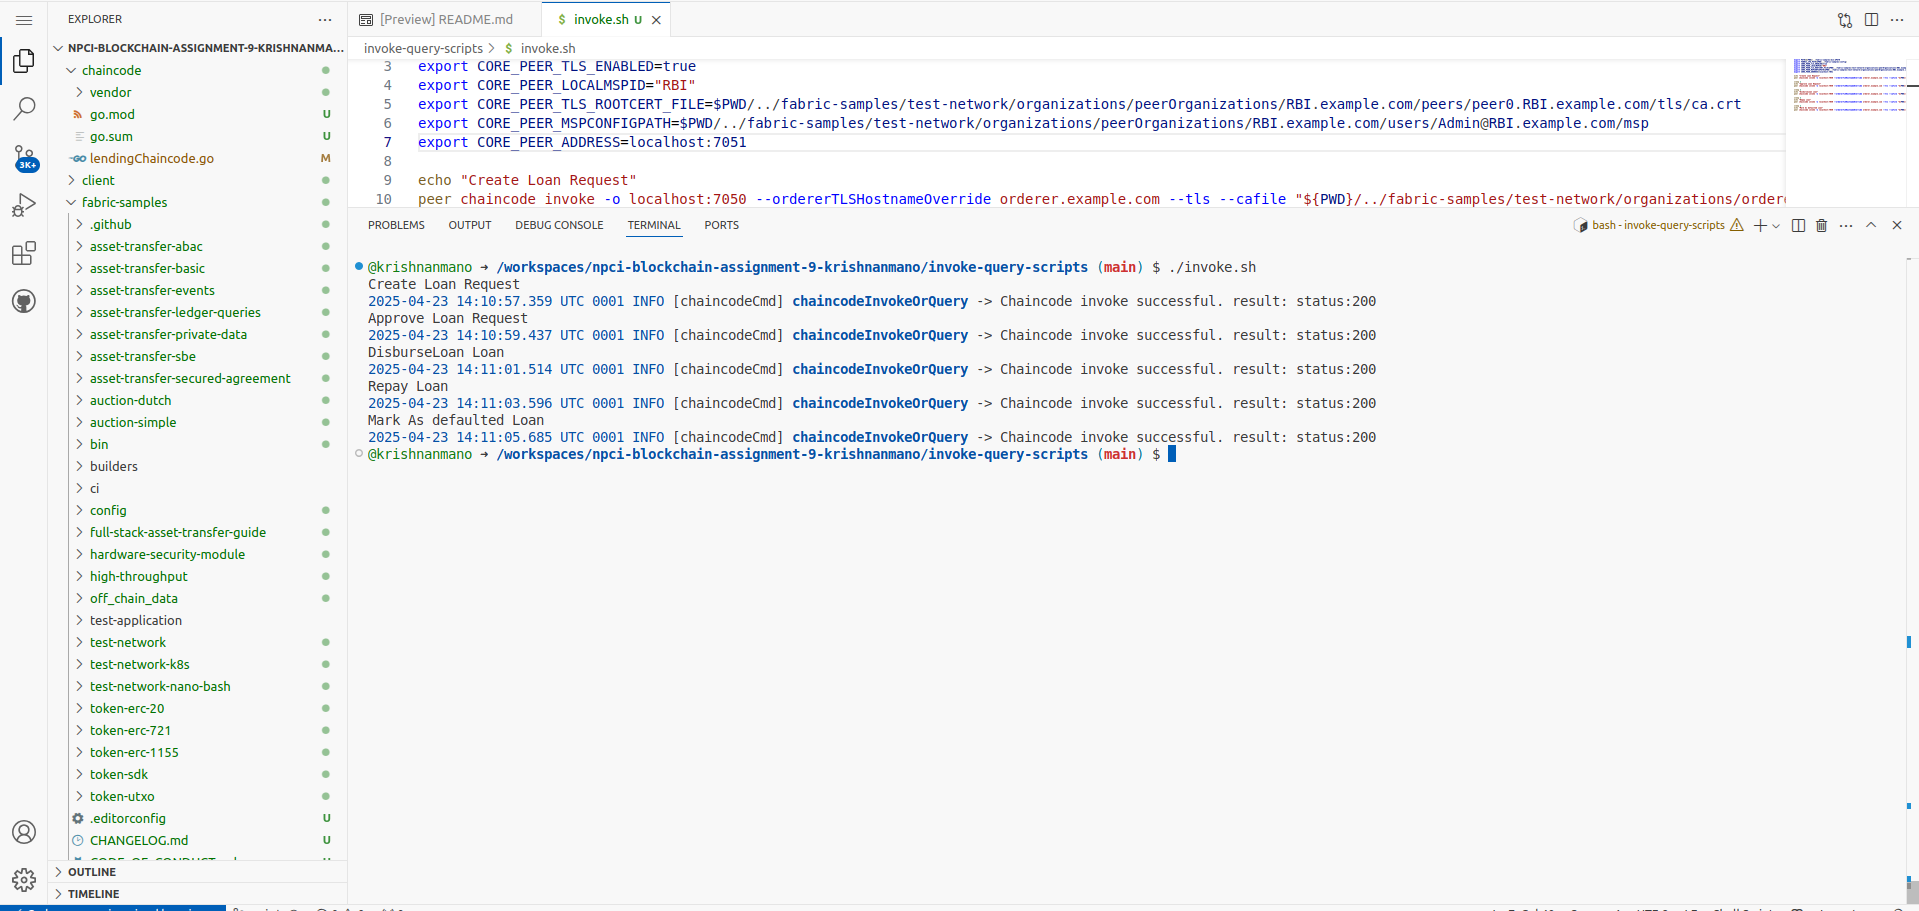 EXPLORER
NPCI-BLOCKCHAIN-ASSIGNMENT-9-KRISHNANMA...
chaincode
vendor
go.mod U
go.sum U
lendingChaincode.go M
client
fabric-samples
.github
asset-transfer-abac
asset-transfer-basic
asset-transfer-events
asset-transfer-ledger-queries
asset-transfer-private-data
asset-transfer-sbe
asset-transfer-secured-agreement
auction-dutch
auction-simple
bin
builders
ci
config
full-stack-asset-transfer-guide
hardware-security-module
high-throughput
off_chain_data
test-application
test-network
test-network-k8s
test-network-nano-bash
token-erc-20
token-erc-721
token-erc-1155
token-sdk
token-utxo
.editorconfig U
CHANGELOG.md U
OUTLINE
TIMELINE
3K+
[Preview] README.md
$ invoke.sh U
invoke-query-scripts > $ invoke.sh
3 export CORE_PEER_TLS_ENABLED=true
4 export CORE_PEER_LOCALMSPID="RBI"
5 export CORE_PEER_TLS_ROOTCERT_FILE=$PWD/../fabric-samples/test-network/organizations/peerOrganizations/RBI.example.com/peers/peer0.RBI.example.com/tls/ca.crt
6 export CORE_PEER_MSPCONFIGPATH=$PWD/../fabric-samples/test-network/organizations/peerOrganizations/RBI.example.com/users/Admin@RBI.example.com/msp
7 export CORE_PEER_ADDRESS=localhost:7051
8
9 echo "Create Loan Request"
10 peer chaincode invoke -o localhost:7050 --ordererTLSHostnameOverride orderer.example.com --tls --cafile "${PWD}/../fabric-samples/test-network/organizations/ordere
PROBLEMS OUTPUT DEBUG CONSOLE TERMINAL PORTS
bash - invoke-query-scripts
@krishnanmano ➜ /workspaces/npci-blockchain-assignment-9-krishnanmano/invoke-query-scripts (main) $ ./invoke.sh
Create Loan Request
2025-04-23 14:10:57.359 UTC 0001 INFO [chaincodeCmd] chaincodeInvokeOrQuery -> Chaincode invoke successful. result: status:200
Approve Loan Request
2025-04-23 14:10:59.437 UTC 0001 INFO [chaincodeCmd] chaincodeInvokeOrQuery -> Chaincode invoke successful. result: status:200
DisburseLoan Loan
2025-04-23 14:11:01.514 UTC 0001 INFO [chaincodeCmd] chaincodeInvokeOrQuery -> Chaincode invoke successful. result: status:200
Repay Loan
2025-04-23 14:11:03.596 UTC 0001 INFO [chaincodeCmd] chaincodeInvokeOrQuery -> Chaincode invoke successful. result: status:200
Mark As defaulted Loan
2025-04-23 14:11:05.685 UTC 0001 INFO [chaincodeCmd] chaincodeInvokeOrQuery -> Chaincode invoke successful. result: status:200
@krishnanmano ➜ /workspaces/npci-blockchain-assignment-9-krishnanmano/invoke-query-scripts (main) $